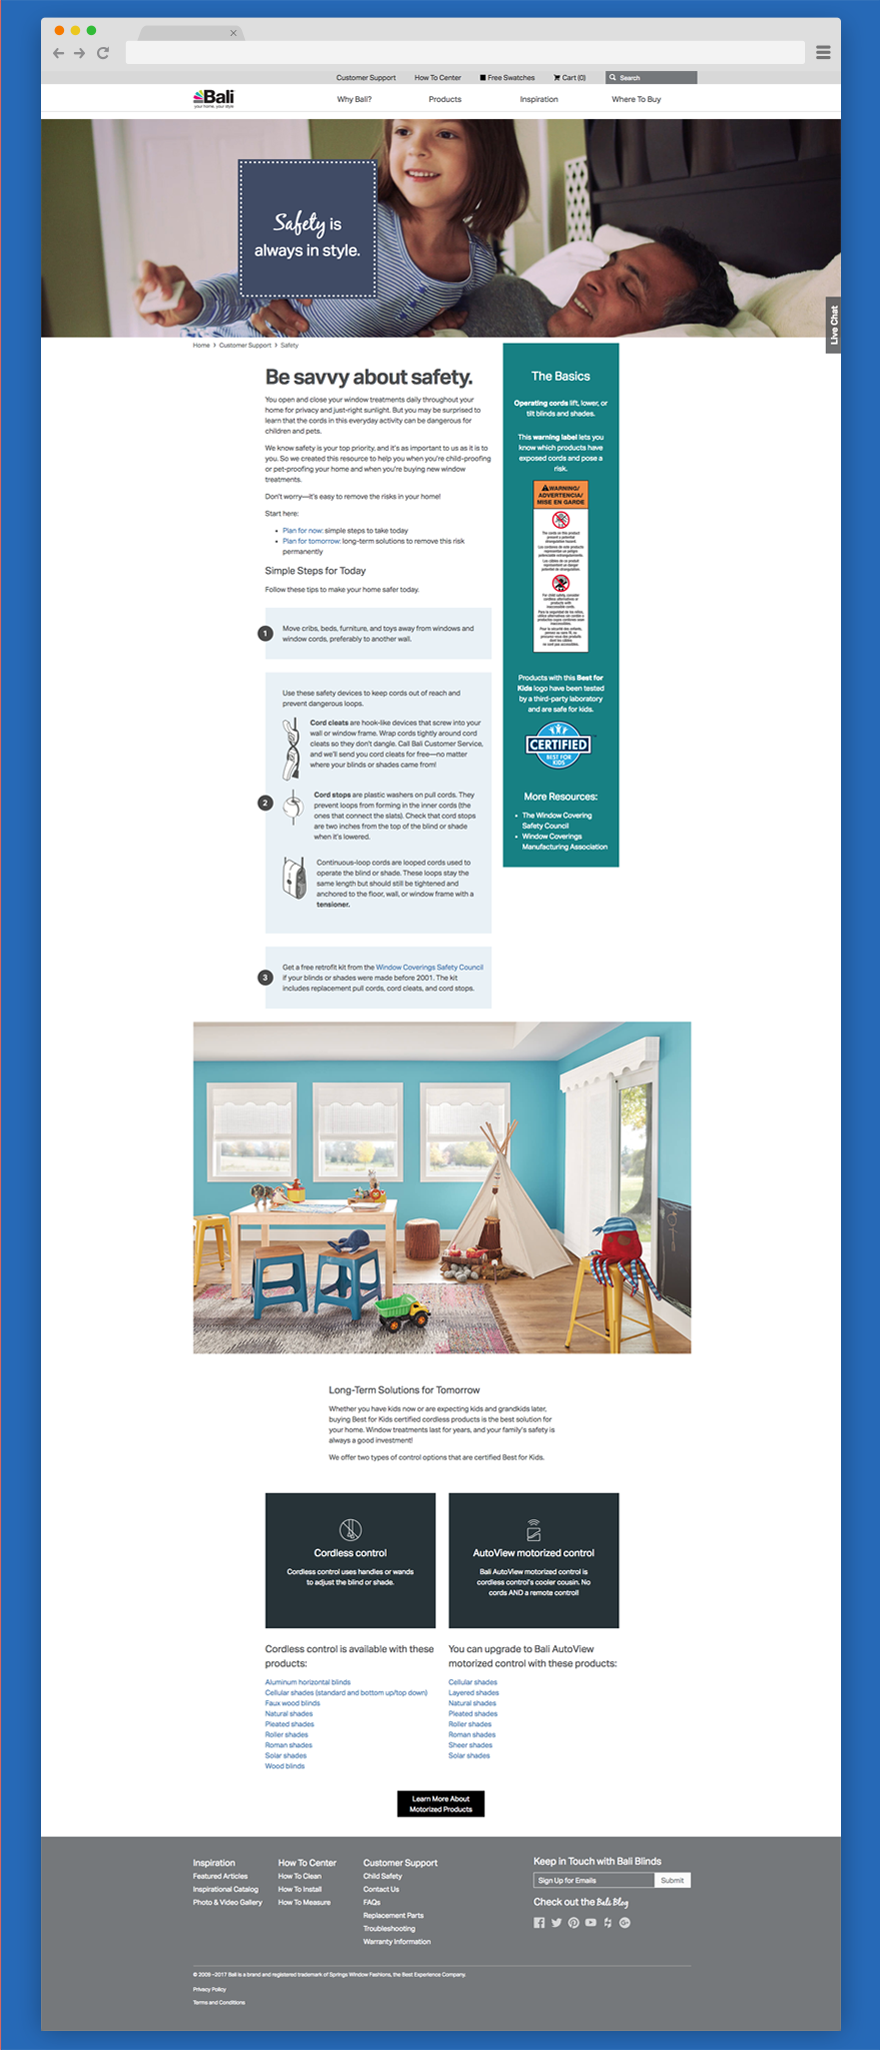 Customer Support
How To Center
Free Swatches
Cart (0)
Search
Bali
your home. your style
Why Bali?
Products
Inspiration
Where To Buy
Safety is
always in style.
Live Chat
Home > Customer Support > Safety
Be savvy about safety.
You open and close your window treatments daily throughout your
home for privacy and just-right sunlight. But you may be surprised to
learn that the cords in this everyday activity can be dangerous for
children and pets.
We know safety is your top priority, and it's as important to us as it is to
you. So we created this resource to help you when you're child-proofing
or pet-proofing your home and when you're buying new window
treatments.
Don't worry—it's easy to remove the risks in your home!
Start here:
• Plan for now: simple steps to take today
• Plan for tomorrow: long-term solutions to remove this risk
permanently
Simple Steps for Today
Follow these tips to make your home safer today.
1
Move cribs, beds, furniture, and toys away from windows and
window cords, preferably to another wall.
2
Use these safety devices to keep cords out of reach and
prevent dangerous loops.
Cord cleats are hook-like devices that screw into your
wall or window frame. Wrap cords tightly around cord
cleats so they don't dangle. Call Bali Customer Service,
and we'll send you cord cleats for free—no matter
where your blinds or shades came from!
Cord stops are plastic washers on pull cords. They
prevent loops from forming in the inner cords (the
ones that connect the slats). Check that cord stops
are two inches from the top of the blind or shade
when it's lowered.
Continuous-loop cords are looped cords used to
operate the blind or shade. These loops stay the
same length but should still be tightened and
anchored to the floor, wall, or window frame with a
tensioner.
3
Get a free retrofit kit from the Window Coverings Safety Council
if your blinds or shades were made before 2001. The kit
includes replacement pull cords, cord cleats, and cord stops.
The Basics
Operating cords lift, lower, or
tilt blinds and shades.
This warning label lets you
know which products have
exposed cords and pose a
risk.
WARNING/
ADVERTENCIA/
MISE EN GARDE
Products with this Best for
Kids logo have been tested
by a third-party laboratory
and are safe for kids.
CERTIFIED
BEST FOR
KIDS
More Resources:
• The Window Covering
Safety Council
• Window Coverings
Manufacturing Association
Long-Term Solutions for Tomorrow
Whether you have kids now or are expecting kids and grandkids later,
buying Best for Kids certified cordless products is the best solution for
your home. Window treatments last for years, and your family's safety is
always a good investment!
We offer two types of control options that are certified Best for Kids.
Cordless control
Cordless control uses handles or wands
to adjust the blind or shade.
AutoView motorized control
Bali AutoView motorized control is
cordless control's cooler cousin. No
cords AND a remote control!
Cordless control is available with these
products:
Aluminum horizontal blinds
Cellular shades (standard and bottom up/top down)
Faux wood blinds
Natural shades
Pleated shades
Roller shades
Roman shades
Solar shades
Wood blinds
You can upgrade to Bali AutoView
motorized control with these products:
Cellular shades
Layered shades
Natural shades
Pleated shades
Roller shades
Roman shades
Sheer shades
Solar shades
Learn More About
Motorized Products
Inspiration
Featured Articles
Inspirational Catalog
Photo & Video Gallery
How To Center
How To Clean
How To Install
How To Measure
Customer Support
Child Safety
Contact Us
FAQs
Replacement Parts
Troubleshooting
Warranty Information
Keep in Touch with Bali Blinds
Sign Up for Emails
Submit
Check out the Bali Blog
© 2009–2017 Bali is a brand and registered trademark of Springs Window Fashions, the Best Experience Company.
Privacy Policy
Terms and Conditions